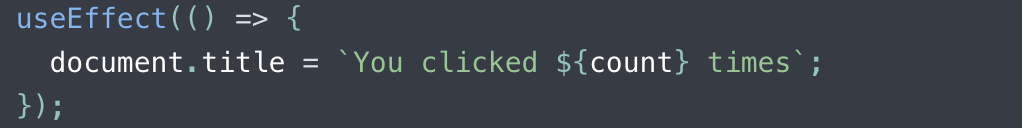 useEffect(() => {
  document.title = `You clicked ${count} times`;
});